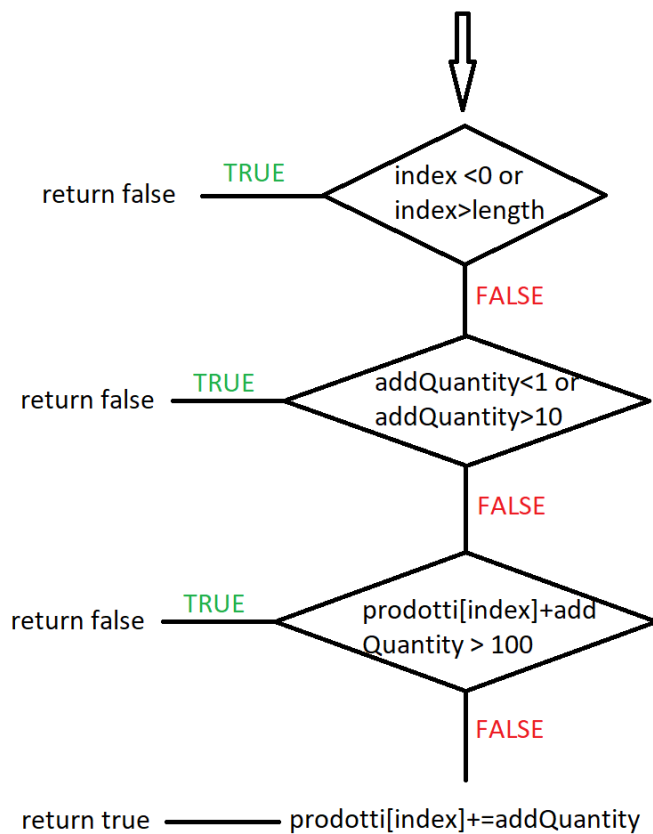 TRUE
return false
index <0 or
index>length
FALSE
TRUE
return false
addQuantity<1 or
addQuantity>10
FALSE
TRUE
return false
prodotti[index]+add
Quantity > 100
FALSE
return true
prodotti[index]+=addQuantity